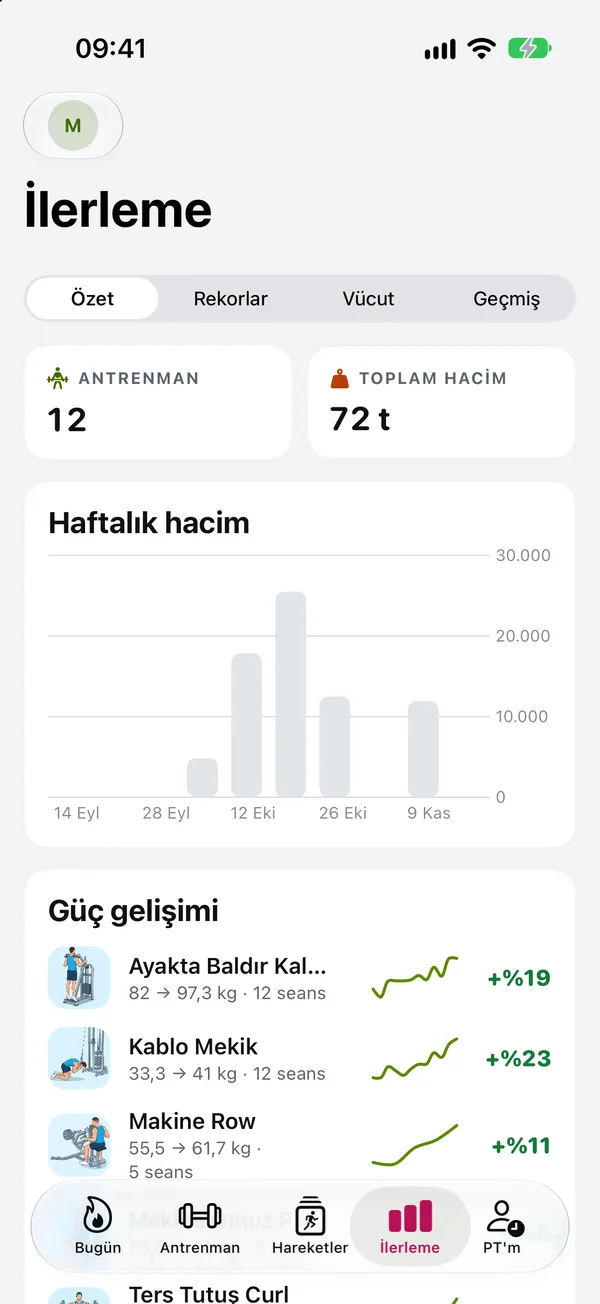 09:41
M
İlerleme
Özet
Rekorlar
Vücut
Geçmiş
ANTRENMAN
12
TOPLAM HACİM
72 t
Haftalık hacim
30.000
20.000
10.000
0
14 Eyl
28 Eyl
12 Eki
26 Eki
9 Kas
Güç gelişimi
Ayakta Baldır Kal...
82 → 97,3 kg · 12 seans
+%19
Kablo Mekik
33,3 → 41 kg · 12 seans
+%23
Makine Row
55,5 → 61,7 kg ·
5 seans
+%11
Bugün
Antrenman
Hareketler
İlerleme
PT'm
Ters Tutuş Curl